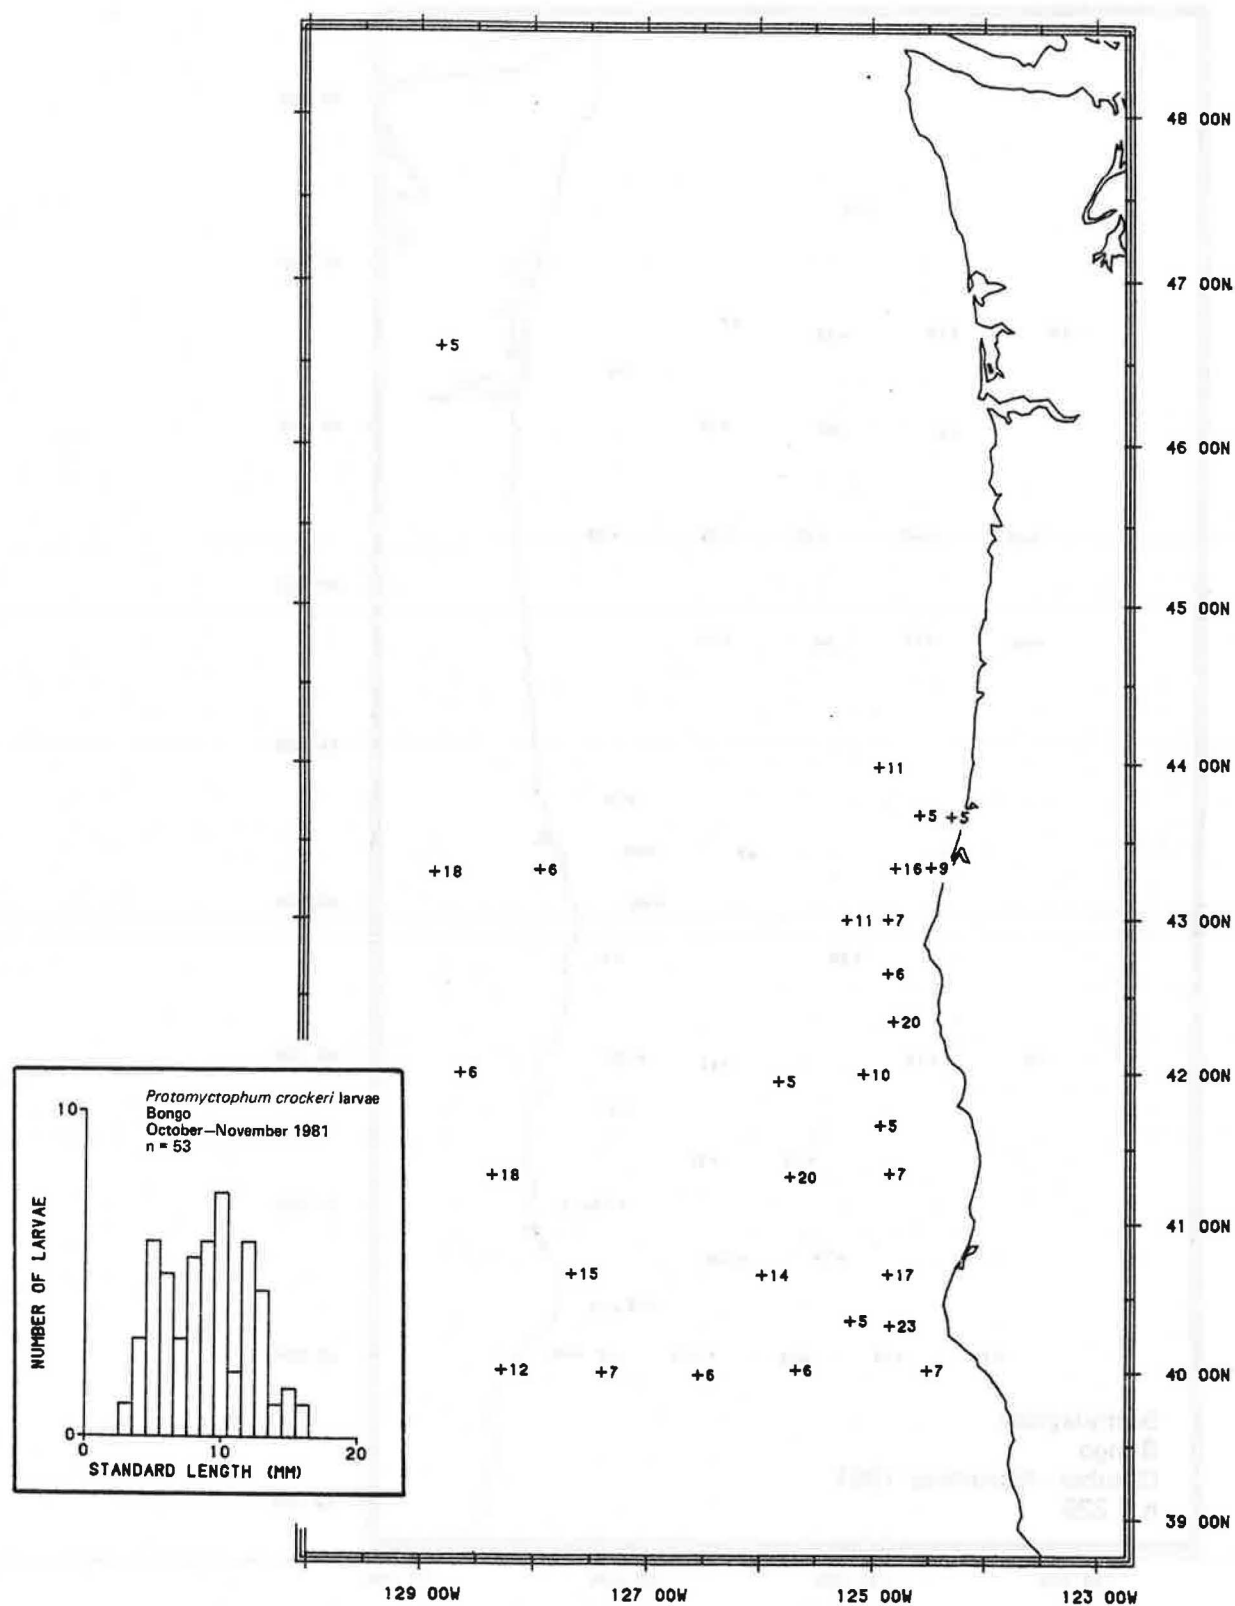 48 00N
47 00N
+5
46 00N
45 00N
+11
44 00N
+5 +5
+18 +6 +16 +9
+11 +7 43 00N
+6
+20
+6 +5 +10 42 00N
+5
+18 +20 +7
41 00N
+15 +14 +17
+5 +23
+12 +7 +6 +6 +7 40 00N
39 00N
129 00W 127 00W 125 00W 123 00W
Protomyctophum crockeri larvae
Bongo
October—November 1981
n = 53
10
NUMBER OF LARVAE
0
0 10 20
STANDARD LENGTH (MM)